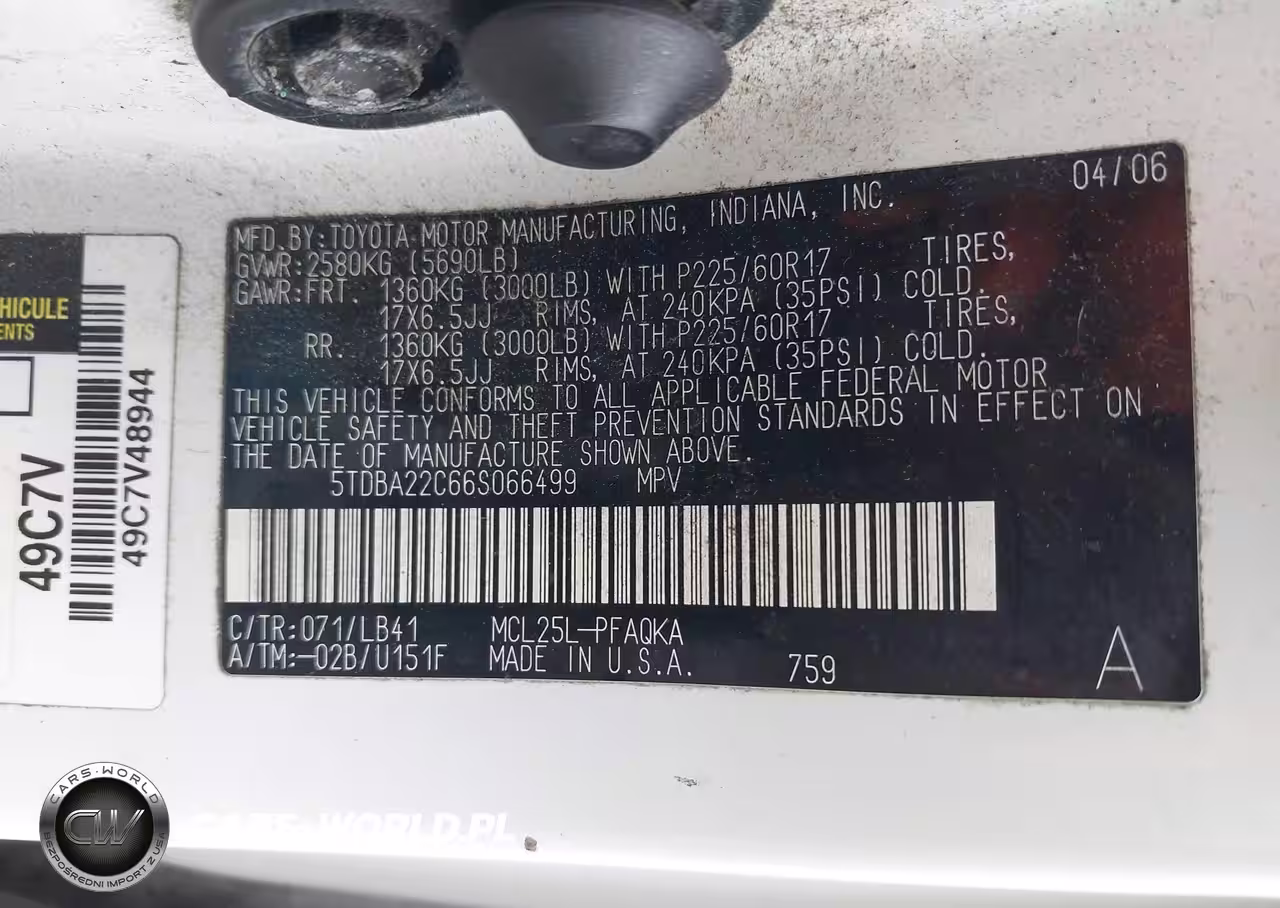 04/06
MFD.BY:TOYOTA MOTOR MANUFACTURING, INDIANA, INC.
GVWR:2580KG (5690LB)
GAWR:FRT. 1360KG (3000LB) WITH P225/60R17 TIRES,
17X6.5JJ RIMS, AT 240KPA (35PSI) COLD.
RR. 1360KG (3000LB) WITH P225/60R17 TIRES,
17X6.5JJ RIMS, AT 240KPA (35PSI) COLD.
THIS VEHICLE CONFORMS TO ALL APPLICABLE FEDERAL MOTOR
VEHICLE SAFETY AND THEFT PREVENTION STANDARDS IN EFFECT ON
THE DATE OF MANUFACTURE SHOWN ABOVE.
5TDBA22C66S066499 MPV
C/TR:071/LB41 MCL25L-PFAQKA
A/TM:-02B/U151F MADE IN U.S.A. 759 A
HICULE
ENTS
49C7V
49C7V48944
CARS-WORLD
CW
BEZPOŚREDNI IMPORT Z USA
CARS-WORLD.PL